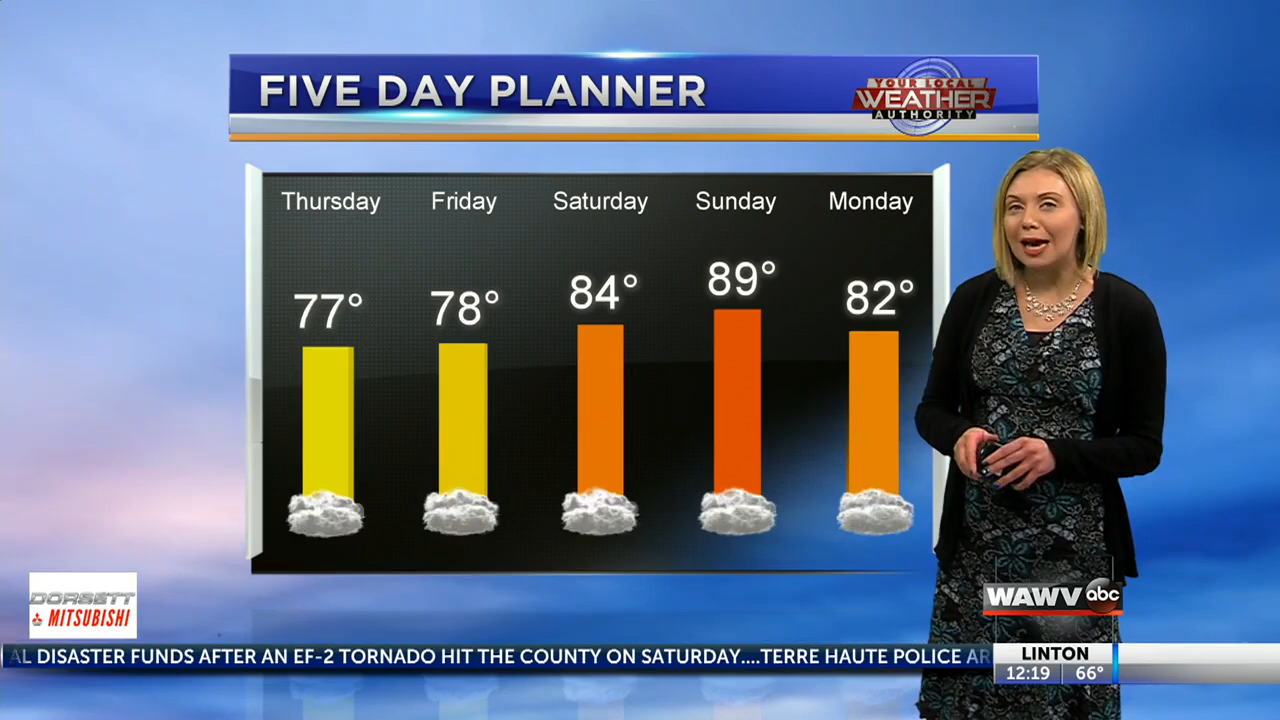 FIVE DAY PLANNER
YOUR LOCAL
WEATHER
AUTHORITY
Thursday Friday Saturday Sunday Monday
77° 78° 84° 89° 82°
DORSETT
MITSUBISHI
WAWV abc
AL DISASTER FUNDS AFTER AN EF-2 TORNADO HIT THE COUNTY ON SATURDAY....TERRE HAUTE POLICE AR
LINTON
12:19 66°